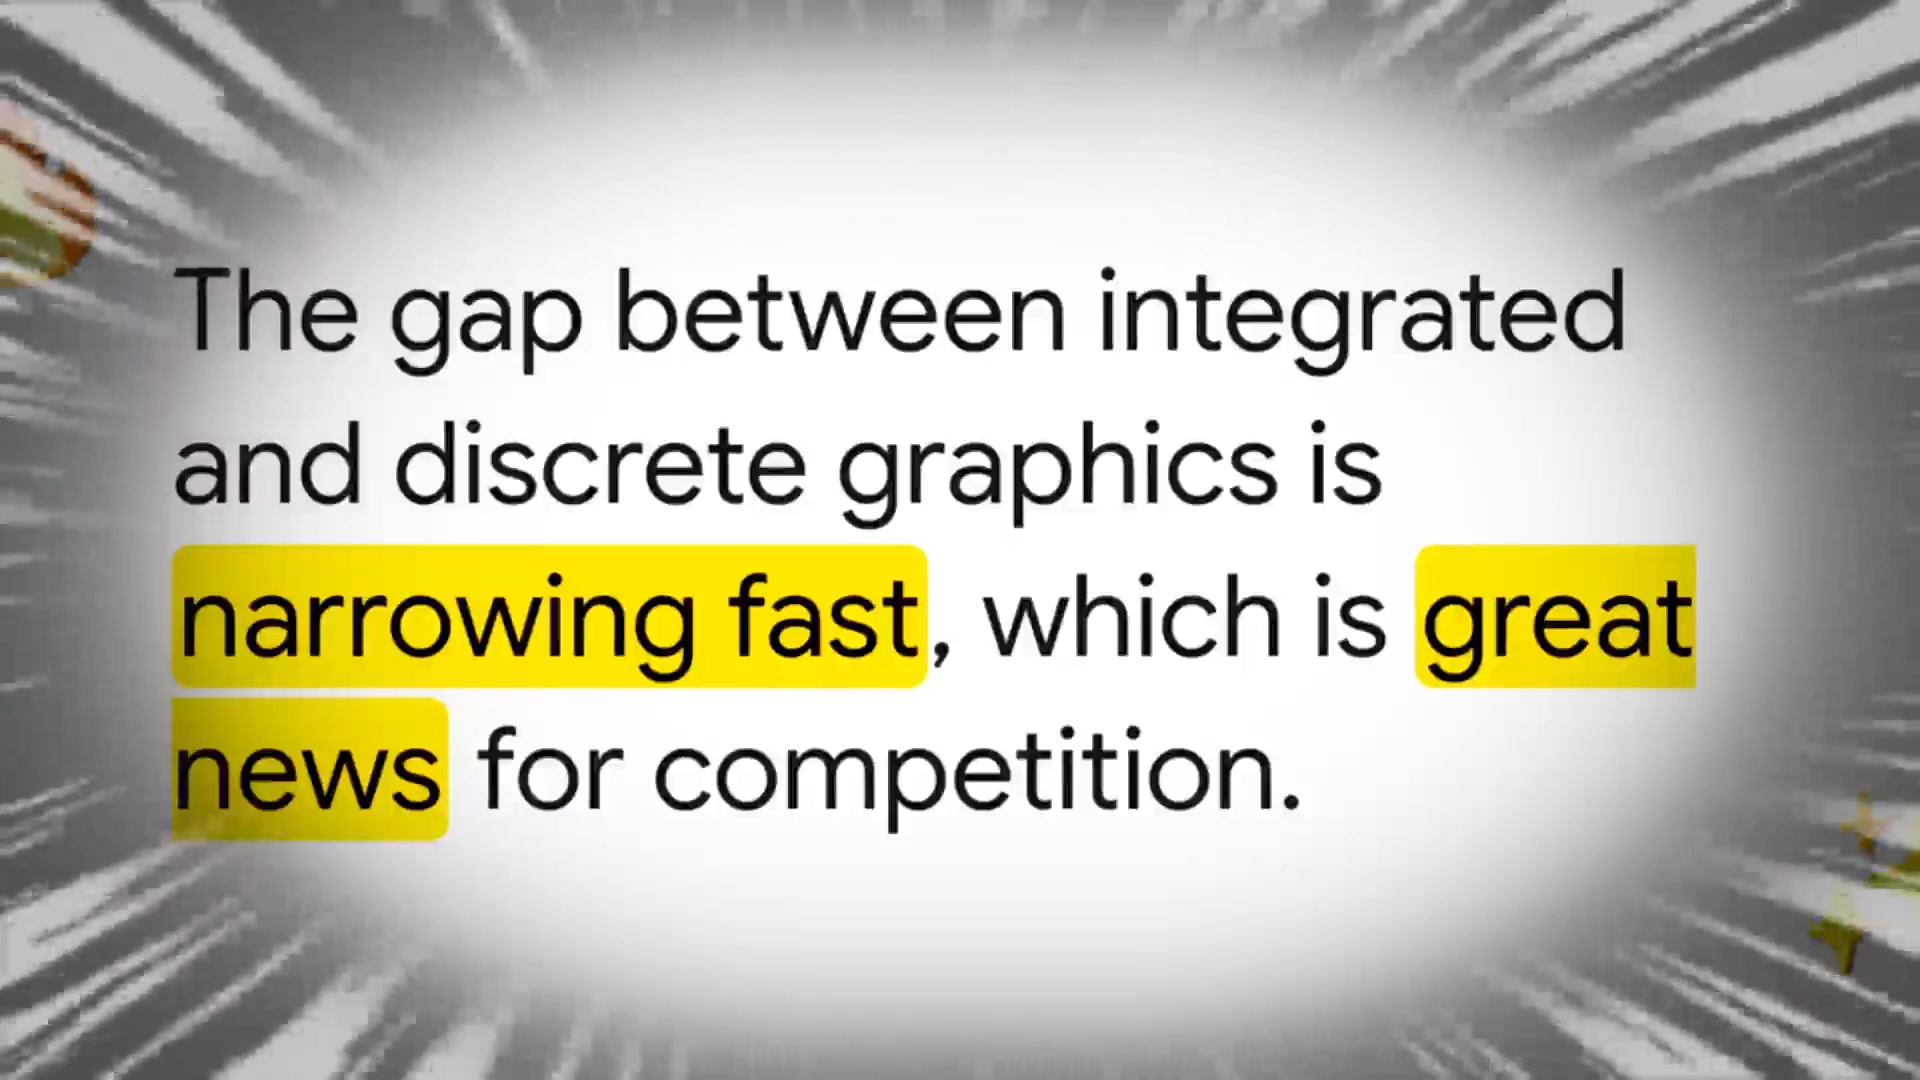 The gap between integrated
and discrete graphics is
narrowing fast, which is great
news for competition.